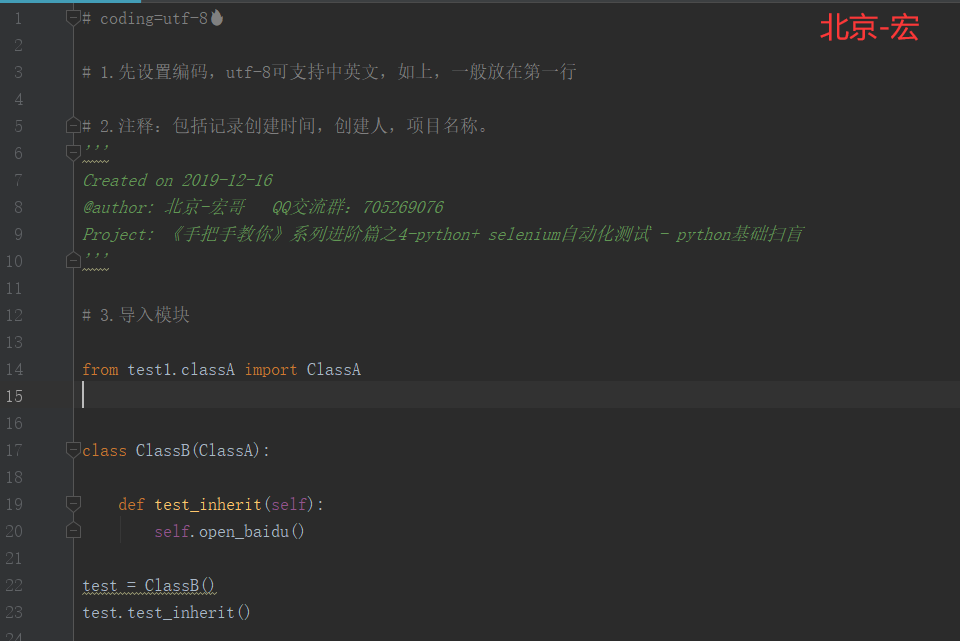 北京-宏
1 # coding=utf-8
2
3 # 1.先设置编码，utf-8可支持中英文，如上，一般放在第一行
4
5 # 2.注释：包括记录创建时间，创建人，项目名称。
6 '''
7 Created on 2019-12-16
8 @author: 北京-宏哥   QQ交流群：705269076
9 Project: 《手把手教你》系列进阶篇之4-python+ selenium自动化测试 - python基础扫盲
10 '''
11
12 # 3.导入模块
13
14 from test1.classA import ClassA
15
16
17 class ClassB(ClassA):
18
19     def test_inherit(self):
20         self.open_baidu()
21
22 test = ClassB()
23 test.test_inherit()
24